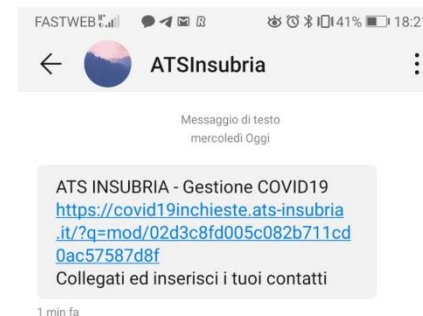 FASTWEB 41% 18:21
ATSInsubria
Messaggio di testo
mercoledì Oggi
ATS INSUBRIA - Gestione COVID19
https://covid19inchieste.ats-insubria
.it/?q=mod/02d3c8fd005c082b711cd
0ac57587d8f
Collegati ed inserisci i tuoi contatti
1 min fa